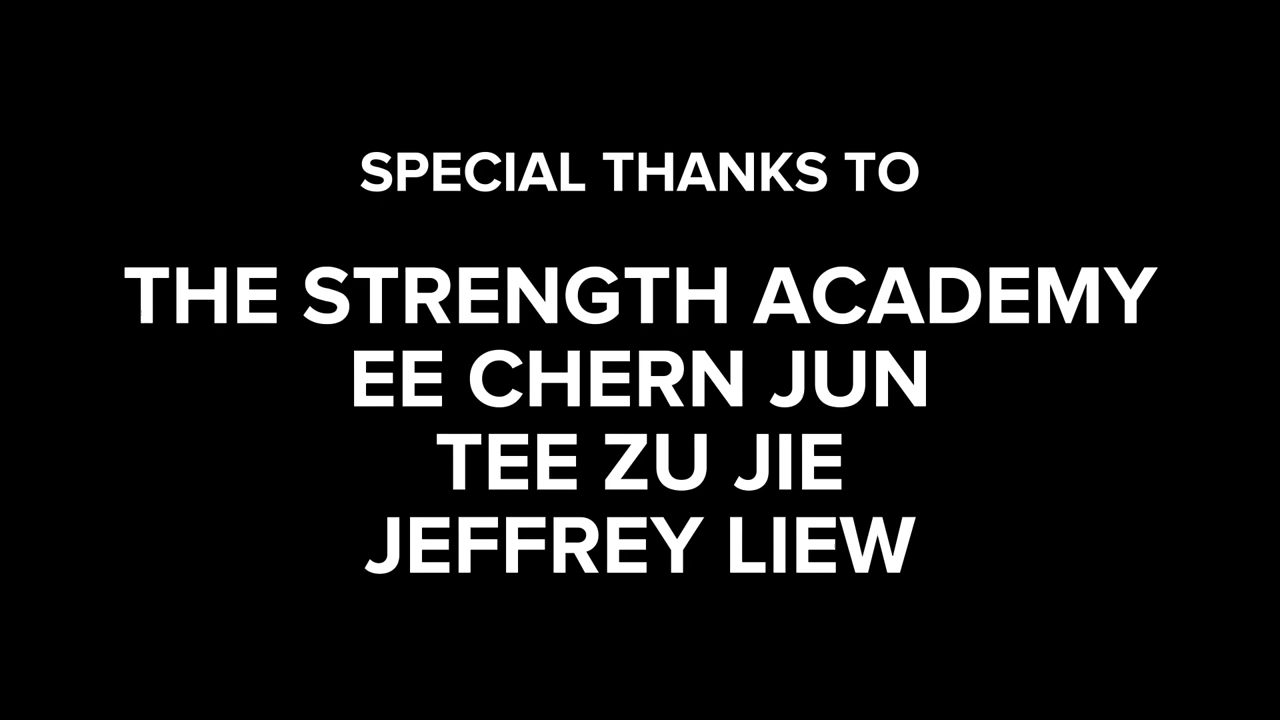 SPECIAL THANKS TO
THE STRENGTH ACADEMY
EE CHERN JUN
TEE ZU JIE
JEFFREY LIEW